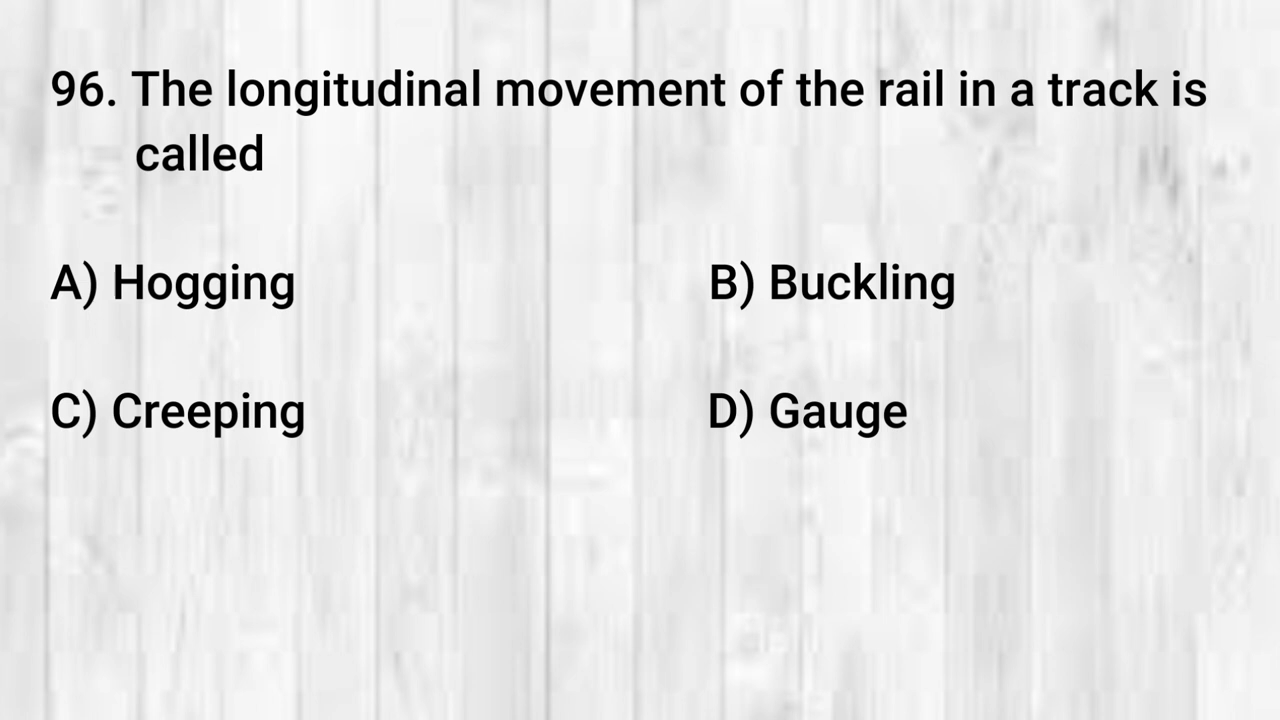 96. The longitudinal movement of the rail in a track is
called
A) Hogging
B) Buckling
C) Creeping
D) Gauge